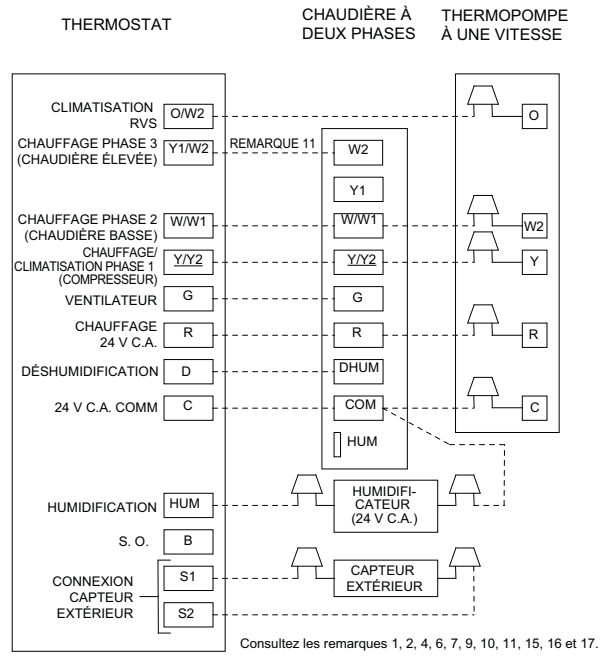 THERMOSTAT
CHAUDIÈRE À
DEUX PHASES
THERMOPOMPE
À UNE VITESSE
CLIMATISATION
RVS
O/W2
O
CHAUFFAGE PHASE 3
(CHAUDIÈRE ÉLEVÉE)
Y1/W2
REMARQUE 11
W2
Y1
CHAUFFAGE PHASE 2
(CHAUDIÈRE BASSE)
W/W1
W/W1
W2
CHAUFFAGE/
CLIMATISATION PHASE 1
(COMPRESSEUR)
Y/Y2
Y/Y2
Y
VENTILATEUR
G
G
CHAUFFAGE
24 V C.A.
R
R
R
DÉSHUMIDIFICATION
D
DHUM
24 V C.A. COMM
C
COM
C
HUM
HUMIDIFICATION
HUM
HUMIDIFI-
CATEUR
(24 V C.A.)
S. O.
B
CONNEXION
CAPTEUR
EXTÉRIEUR
S1
S2
CAPTEUR
EXTÉRIEUR
Consultez les remarques 1, 2, 4, 6, 7, 9, 10, 11, 15, 16 et 17.